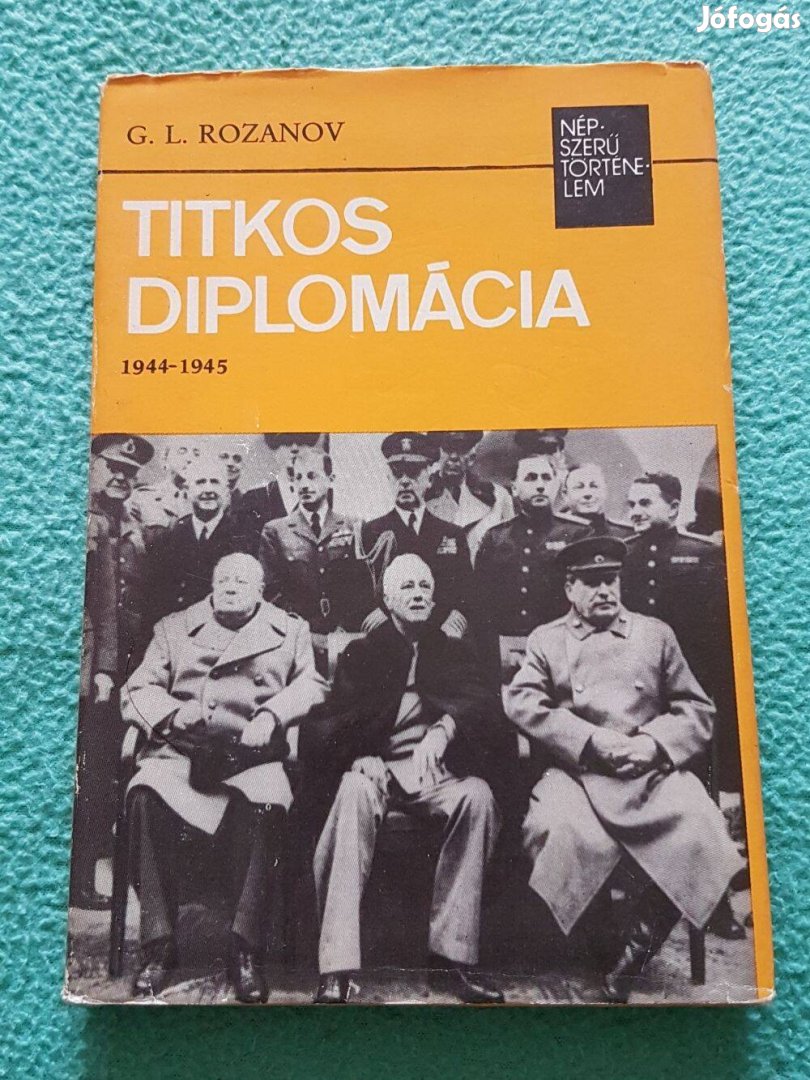 Jófogás
G. L. ROZANOV
NÉP-
SZERŰ
TÖRTÉNE-
LEM
TITKOS
DIPLOMÁCIA
1944-1945